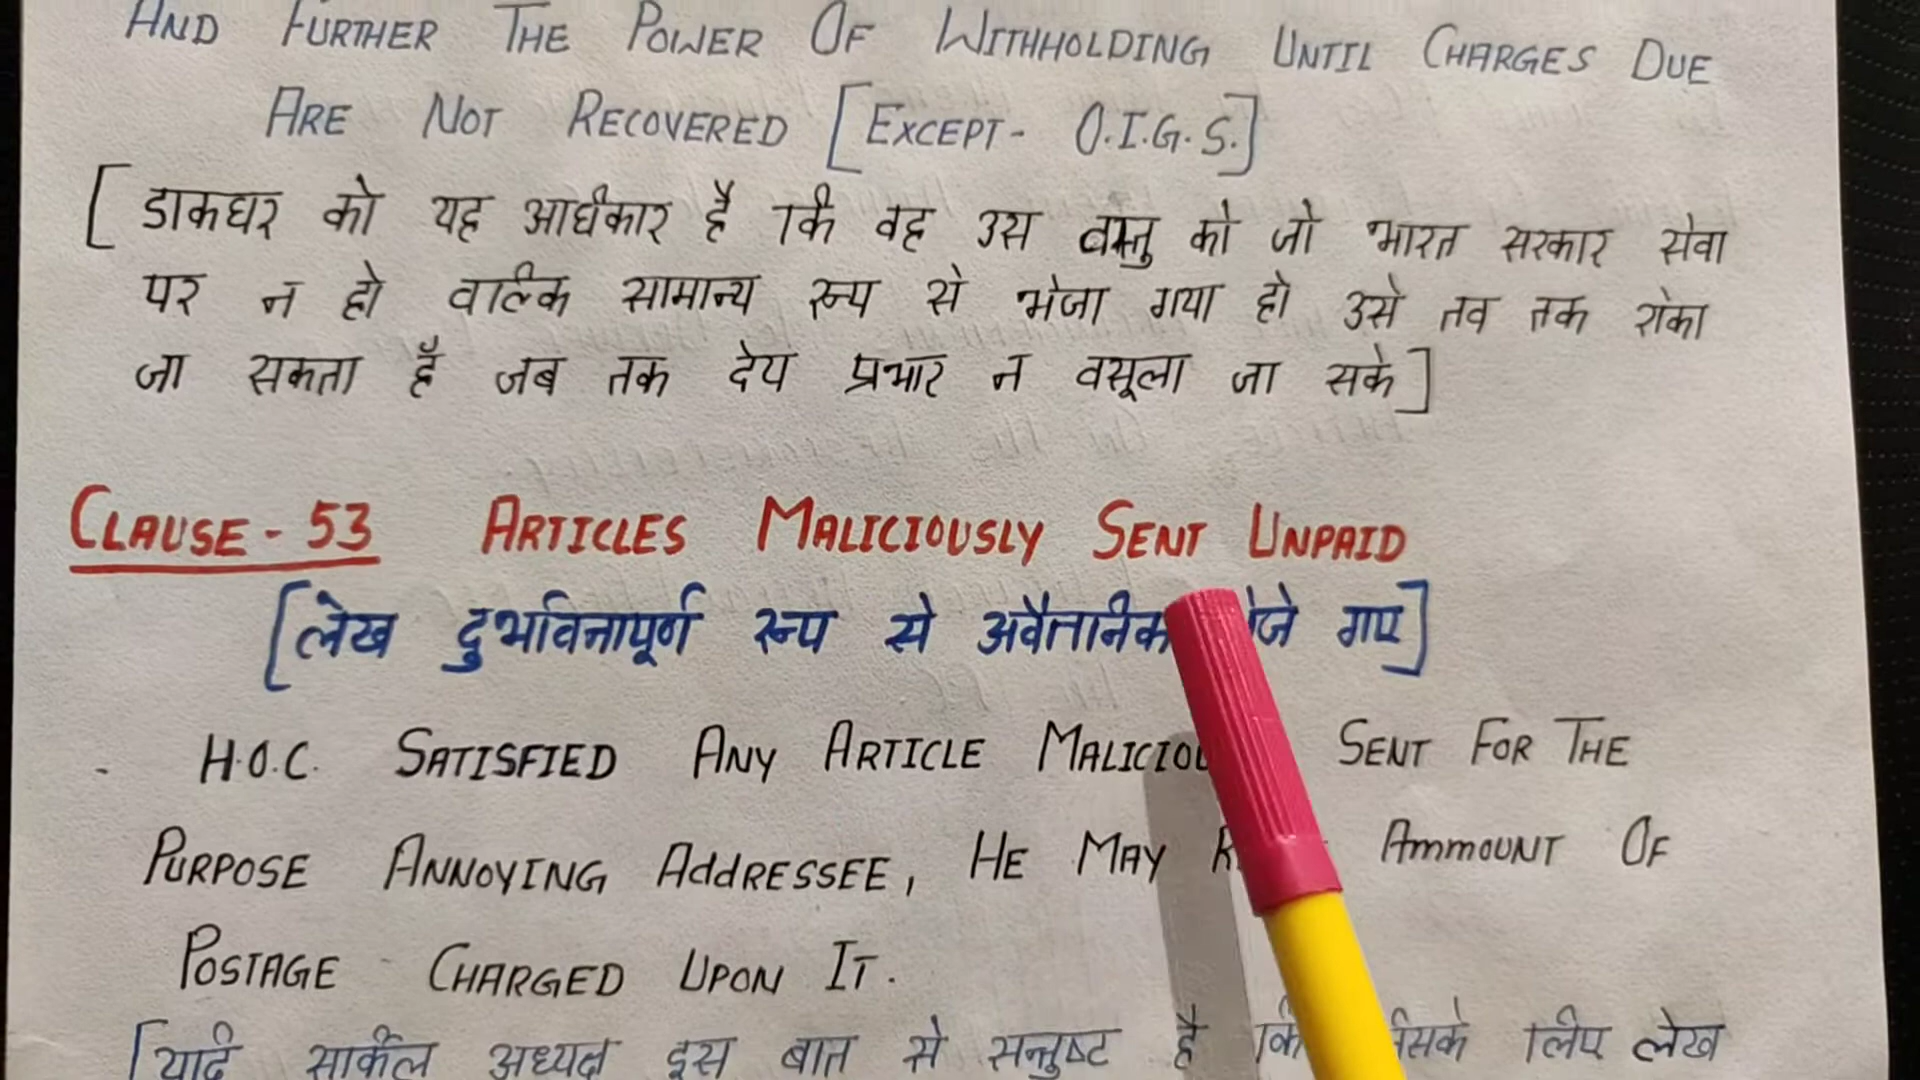 AND FURTHER THE POWER OF WITHHOLDING UNTIL CHARGES DUE
ARE NOT RECOVERED [EXCEPT- O.I.G.S.]
[डाकघर को यह अधिकार है कि वह उस वस्तु को जो भारत सरकार सेवा
पर न हो वल्कि सामान्य रूप से भेजा गया हो उसे तव तक रोका
जा सकता है जब तक देय प्रभार न वसूला जा सके]
CLAUSE-53 ARTICLES MALICIOUSLY SENT UNPAID
[लेख दुर्भावनापूर्ण रूप से अवैतनिक गए]
H.O.C. SATISFIED ANY ARTICLE SENT FOR THE
PURPOSE ANNOYING ADDRESSEE, HE MAY AMMOUNT OF
POSTAGE CHARGED UPON IT.
[यदि सर्किल अध्यक्ष इस बात से सन्तुष्ट है कि लिए लेख